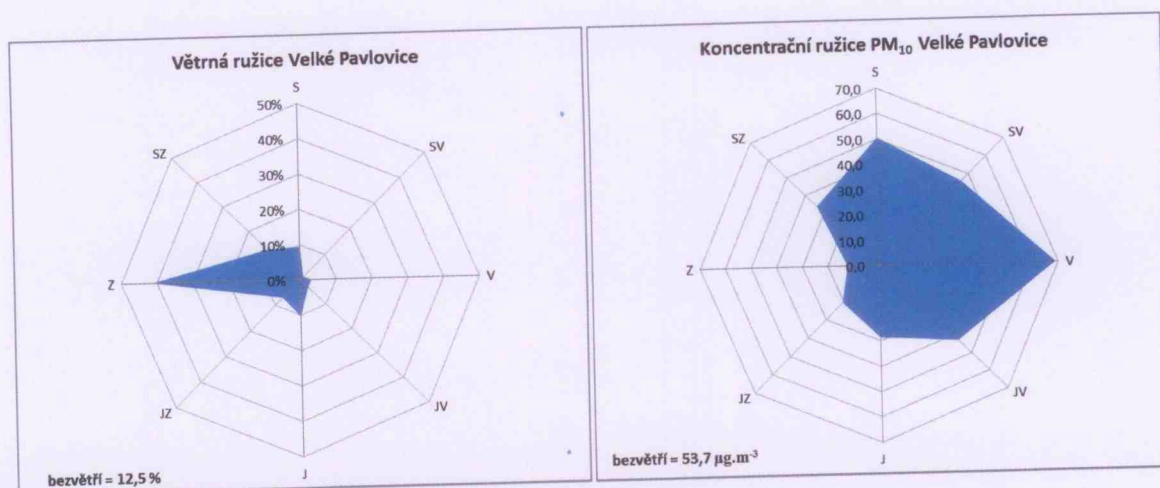 Větrná ružice Velké Pavlovice
S
50%
40%
30%
20%
10%
0%
SZ
SV
Z
V
JZ
JV
J
bezvětří = 12,5 %
Koncentrační ružice PM₁₀ Velké Pavlovice
S
70,0
60,0
50,0
40,0
30,0
20,0
10,0
0,0
SZ
SV
Z
V
JZ
JV
J
bezvětří = 53,7 µg.m⁻³